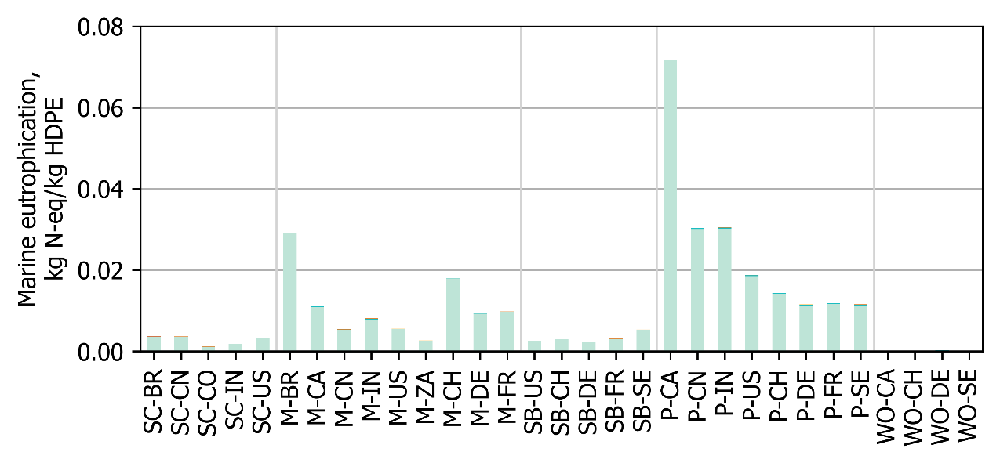 Marine eutrophication,
kg N-eq/kg HDPE
0.08
0.06
0.04
0.02
0.00
SC-BR
SC-CN
SC-CO
SC-IN
SC-US
M-BR
M-CA
M-CN
M-IN
M-US
M-ZA
M-CH
M-DE
M-FR
SB-US
SB-CH
SB-DE
SB-FR
SB-SE
P-CA
P-CN
P-IN
P-US
P-CH
P-DE
P-FR
P-SE
WO-CA
WO-CH
WO-DE
WO-SE